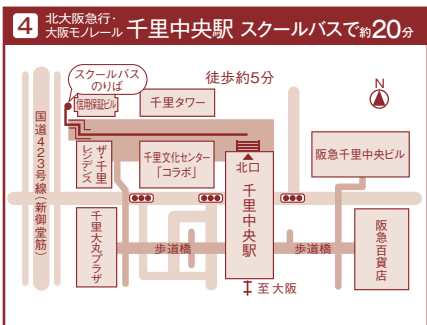 4 北大阪急行・大阪モノレール 千里中央駅 スクールバスで約20分
スクールバス
のりば
徒歩約5分
N
信用保証ビル
千里タワー
国道423号線(新御堂筋)
ザ・千里
レジデンス
千里文化センター
「コラボ」
北口
千里中央駅
阪急千里中央ビル
千里大丸プラザ
歩道橋
歩道橋
阪急百貨店
至大阪